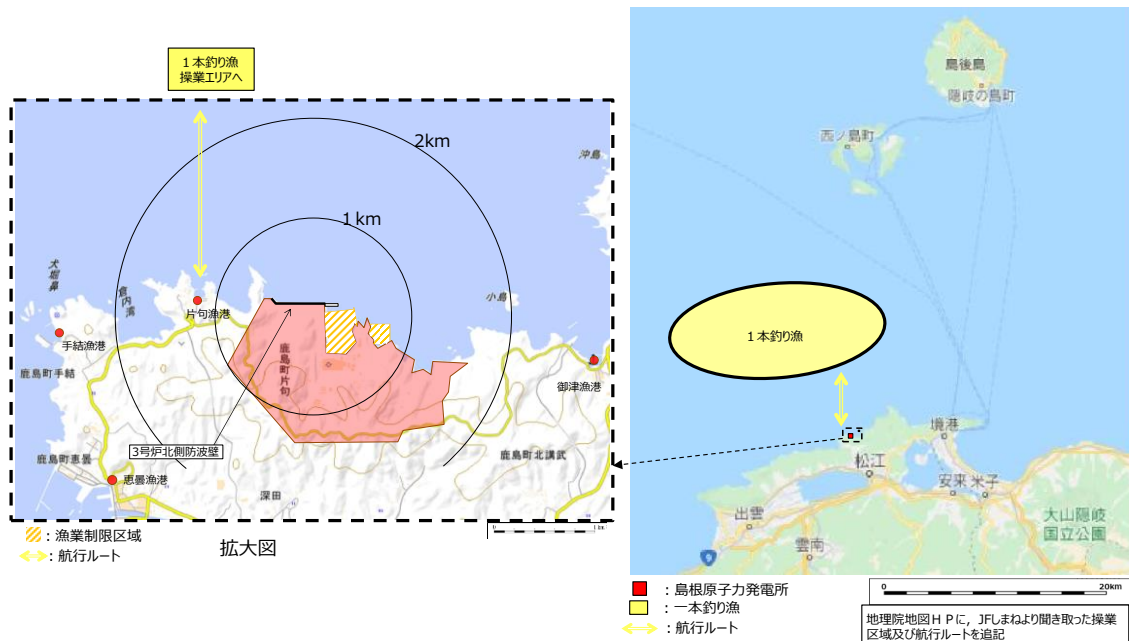 1本釣り漁
操業エリアへ
2km
1km
沖島
犬堀鼻
倉内湾
小島
片句漁港
手結漁港
鹿島町手結
鹿島町片句
御津漁港
3号炉北側防波壁
鹿島町恵曇
恵曇漁港
鹿島町北講武
深田
0 1km
:漁業制限区域
:航行ルート
拡大図
島後島
隠岐の島町
西ノ島町
1本釣り漁
境港
松江
安来
米子
出雲
雲南
大山隠岐
国立公園
9
:島根原子力発電所
:一本釣り漁
:航行ルート
0 20km
地理院地図HPに,JFしまねより聞き取った操業
区域及び航行ルートを追記